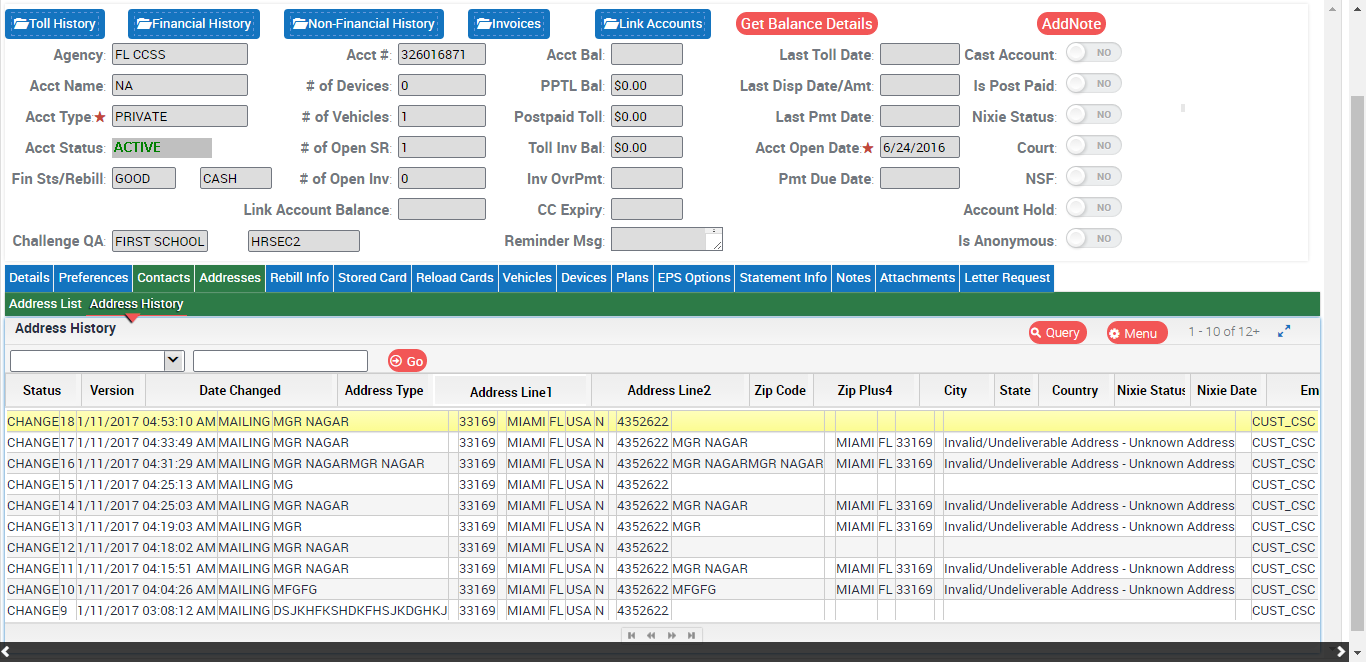 Toll History Financial History Non-Financial History Invoices Link Accounts Get Balance Details AddNote
Agency: FL CCSS Acct #: 326016871 Acct Bal: Last Toll Date: Cast Account: NO
Acct Name: NA # of Devices: 0 PPTL Bal: $0.00 Last Disp Date/Amt: Is Post Paid: NO
Acct Type:★ PRIVATE # of Vehicles: 1 Postpaid Toll: $0.00 Last Pmt Date: Nixie Status: NO
Acct Status: ACTIVE # of Open SR: 1 Toll Inv Bal: $0.00 Acct Open Date:★ 6/24/2016 Court: NO
Fin Sts/Rebill: GOOD CASH # of Open Inv: 0 Inv OvrPmt: Pmt Due Date: NSF: NO
Link Account Balance: CC Expiry: Account Hold: NO
Challenge QA: FIRST SCHOOL HRSEC2 Reminder Msg: Is Anonymous: NO
Details Preferences Contacts Addresses Rebill Info Stored Card Reload Cards Vehicles Devices Plans EPS Options Statement Info Notes Attachments Letter Request
Address List Address History
Address History Query Menu 1 - 10 of 12+
Go
Status Version Date Changed Address Type Address Line1 Address Line2 Zip Code Zip Plus4 City State Country Nixie Status Nixie Date Em
CHANGE 18 1/11/2017 04:53:10 AM MAILING MGR NAGAR 33169 MIAMI FL USA N 4352622 CUST_CSC
CHANGE 17 1/11/2017 04:33:49 AM MAILING MGR NAGAR 33169 MIAMI FL USA N 4352622 MGR NAGAR MIAMI FL 33169 Invalid/Undeliverable Address - Unknown Address CUST_CSC
CHANGE 16 1/11/2017 04:31:29 AM MAILING MGR NAGARMGR NAGAR 33169 MIAMI FL USA N 4352622 MGR NAGARMGR NAGAR MIAMI FL 33169 Invalid/Undeliverable Address - Unknown Address CUST_CSC
CHANGE 15 1/11/2017 04:25:13 AM MAILING MG 33169 MIAMI FL USA N 4352622 CUST_CSC
CHANGE 14 1/11/2017 04:25:03 AM MAILING MGR NAGAR 33169 MIAMI FL USA N 4352622 MGR NAGAR MIAMI FL 33169 Invalid/Undeliverable Address - Unknown Address CUST_CSC
CHANGE 13 1/11/2017 04:19:03 AM MAILING MGR 33169 MIAMI FL USA N 4352622 MGR MIAMI FL 33169 Invalid/Undeliverable Address - Unknown Address CUST_CSC
CHANGE 12 1/11/2017 04:18:02 AM MAILING MGR NAGAR 33169 MIAMI FL USA N 4352622 CUST_CSC
CHANGE 11 1/11/2017 04:15:51 AM MAILING MGR NAGAR 33169 MIAMI FL USA N 4352622 MGR NAGAR MIAMI FL 33169 Invalid/Undeliverable Address - Unknown Address CUST_CSC
CHANGE 10 1/11/2017 04:04:26 AM MAILING MFGFG 33169 MIAMI FL USA N 4352622 MFGFG MIAMI FL 33169 Invalid/Undeliverable Address - Unknown Address CUST_CSC
CHANGE 9 1/11/2017 03:08:12 AM MAILING DSJKHFKSHDKFHSJKDGHKJ 33169 MIAMI FL USA N 4352622 CUST_CSC